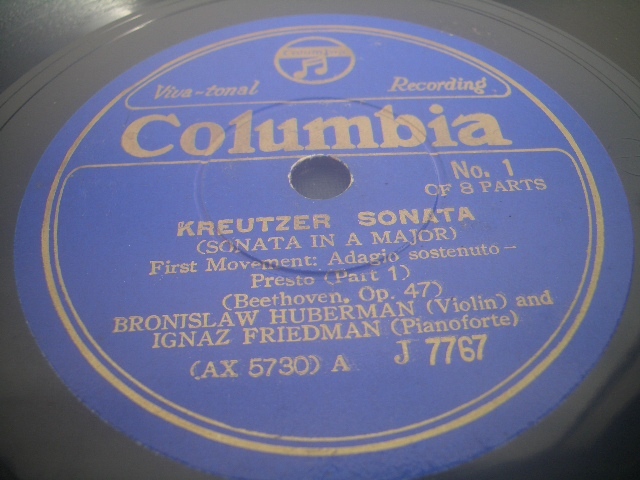 Viva-tonal Recording
Columbia
No. 1
OF 8 PARTS
KREUTZER SONATA
(SONATA IN A MAJOR)
First Movement: Adagio sostenuto—
Presto (Part 1)
(Beethoven, Op. 47)
BRONISLAW HUBERMAN (Violin) and
IGNAZ FRIEDMAN (Pianoforte)
(AX 5730) A J 7767